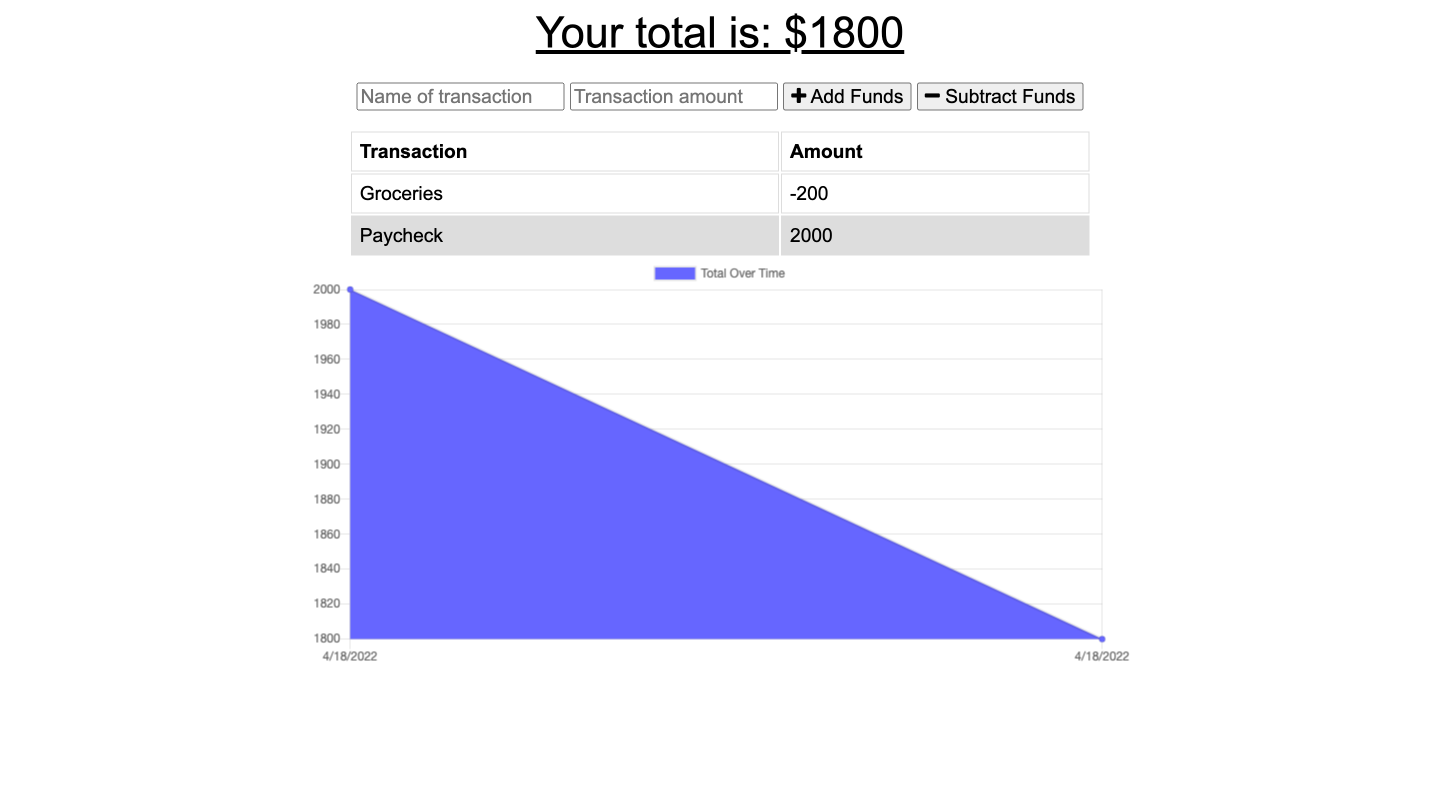 Your total is: $1800
Name of transaction Transaction amount Add Funds Subtract Funds
Transaction Amount
Groceries -200
Paycheck 2000
Total Over Time
2000
1980
1960
1940
1920
1900
1880
1860
1840
1820
1800
4/18/2022 4/18/2022